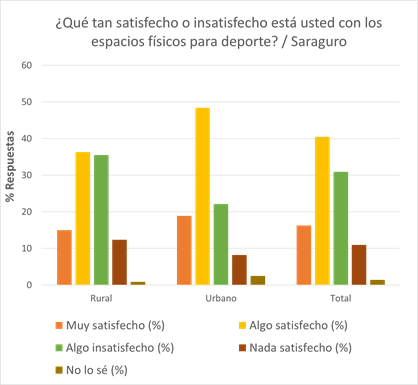 ¿Qué tan satisfecho o insatisfecho está usted con los
espacios físicos para deporte? / Saraguro
% Respuestas
60
50
40
30
20
10
0
Rural
Urbano
Total
Muy satisfecho (%)
Algo satisfecho (%)
Algo insatisfecho (%)
Nada satisfecho (%)
No lo sé (%)